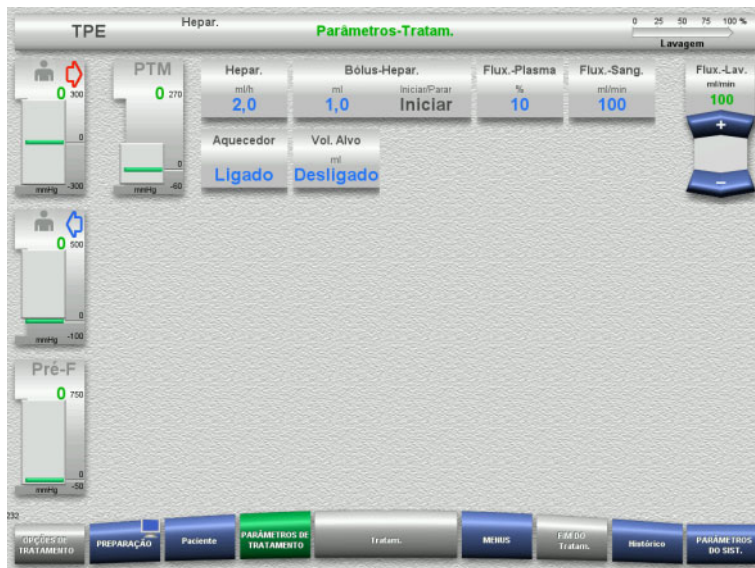 TPE
Hepar.
Parâmetros-Tratam.
0 25 50 75 100 %
Lavagem
0 300
0
-300
mmHg
PTM
0 270
0
-60
mmHg
Hepar.
ml/h
2,0
Bólus-Hepar.
ml Iniciar/Parar
1,0 Iniciar
Flux.-Plasma
%
10
Flux.-Sang.
ml/min
100
Flux.-Lav.
ml/min
100
+
−
Aquecedor
Ligado
Vol. Alvo
ml
Desligado
0 500
0
-100
mmHg
Pré-F
0 750
0
-50
mmHg
232
OPÇÕES DE
TRATAMENTO
PREPARAÇÃO
Paciente
PARÂMETROS DE
TRATAMENTO
Tratam.
MENUS
FIM DO
Tratam.
Histórico
PARÂMETROS
DO SIST.